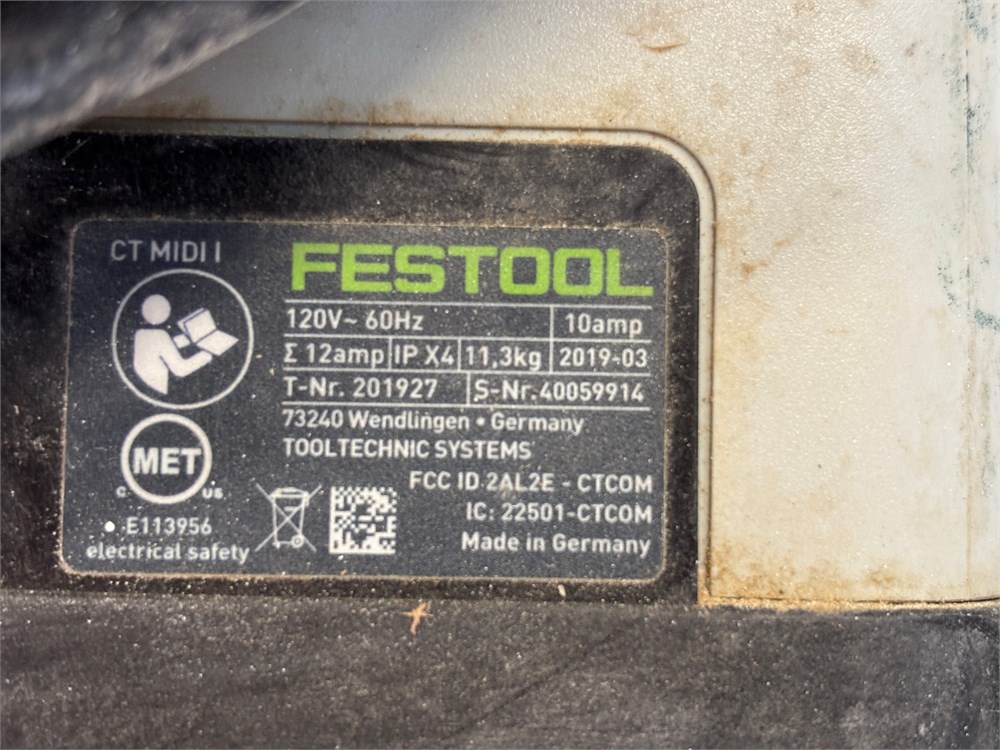 CT MIDI I
FESTOOL
120V~ 60Hz 10amp
Σ 12amp IP X4 11,3kg 2019-03
T-Nr. 201927 S-Nr.40059914
73240 Wendlingen • Germany
TOOLTECHNIC SYSTEMS
FCC ID 2AL2E - CTCOM
IC: 22501-CTCOM
Made in Germany
MET
C US
E113956
electrical safety